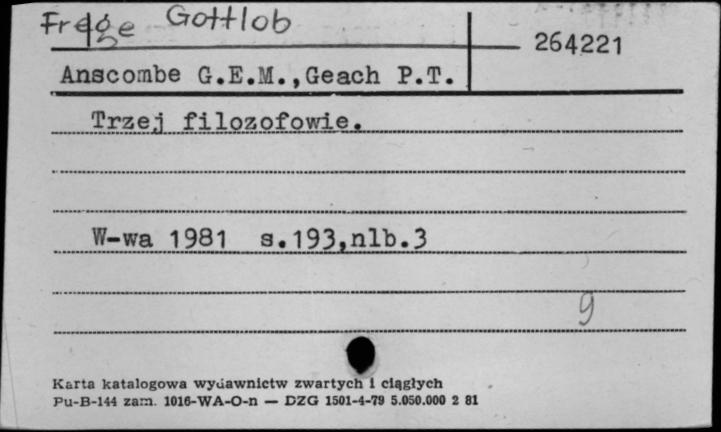 Frege Gottlob
264221
Anscombe G.E.M.,Geach P.T.
Trzej filozofowie.
W-wa 1981 s.193,nlb.3
9
Karta katalogowa wydawnictw zwartych i ciągłych
Pu-B-144 zam. 1016-WA-O-n — DZG 1501-4-79 5.050.000 2 81